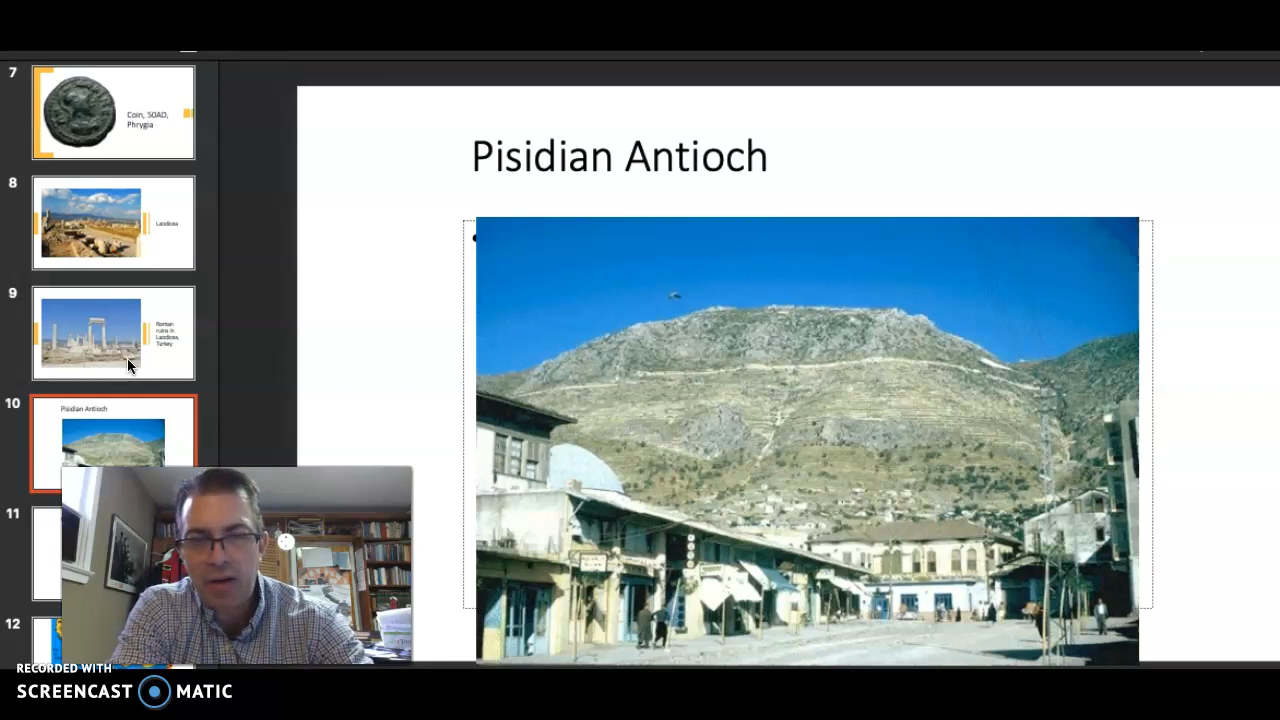 7
Coin, 50AD,
Phrygia
8
Laodicea
9
Roman
ruins in
Laodicea,
Turkey
10
Pisidian Antioch
11
12
Pisidian Antioch
RECORDED WITH
SCREENCAST MATIC